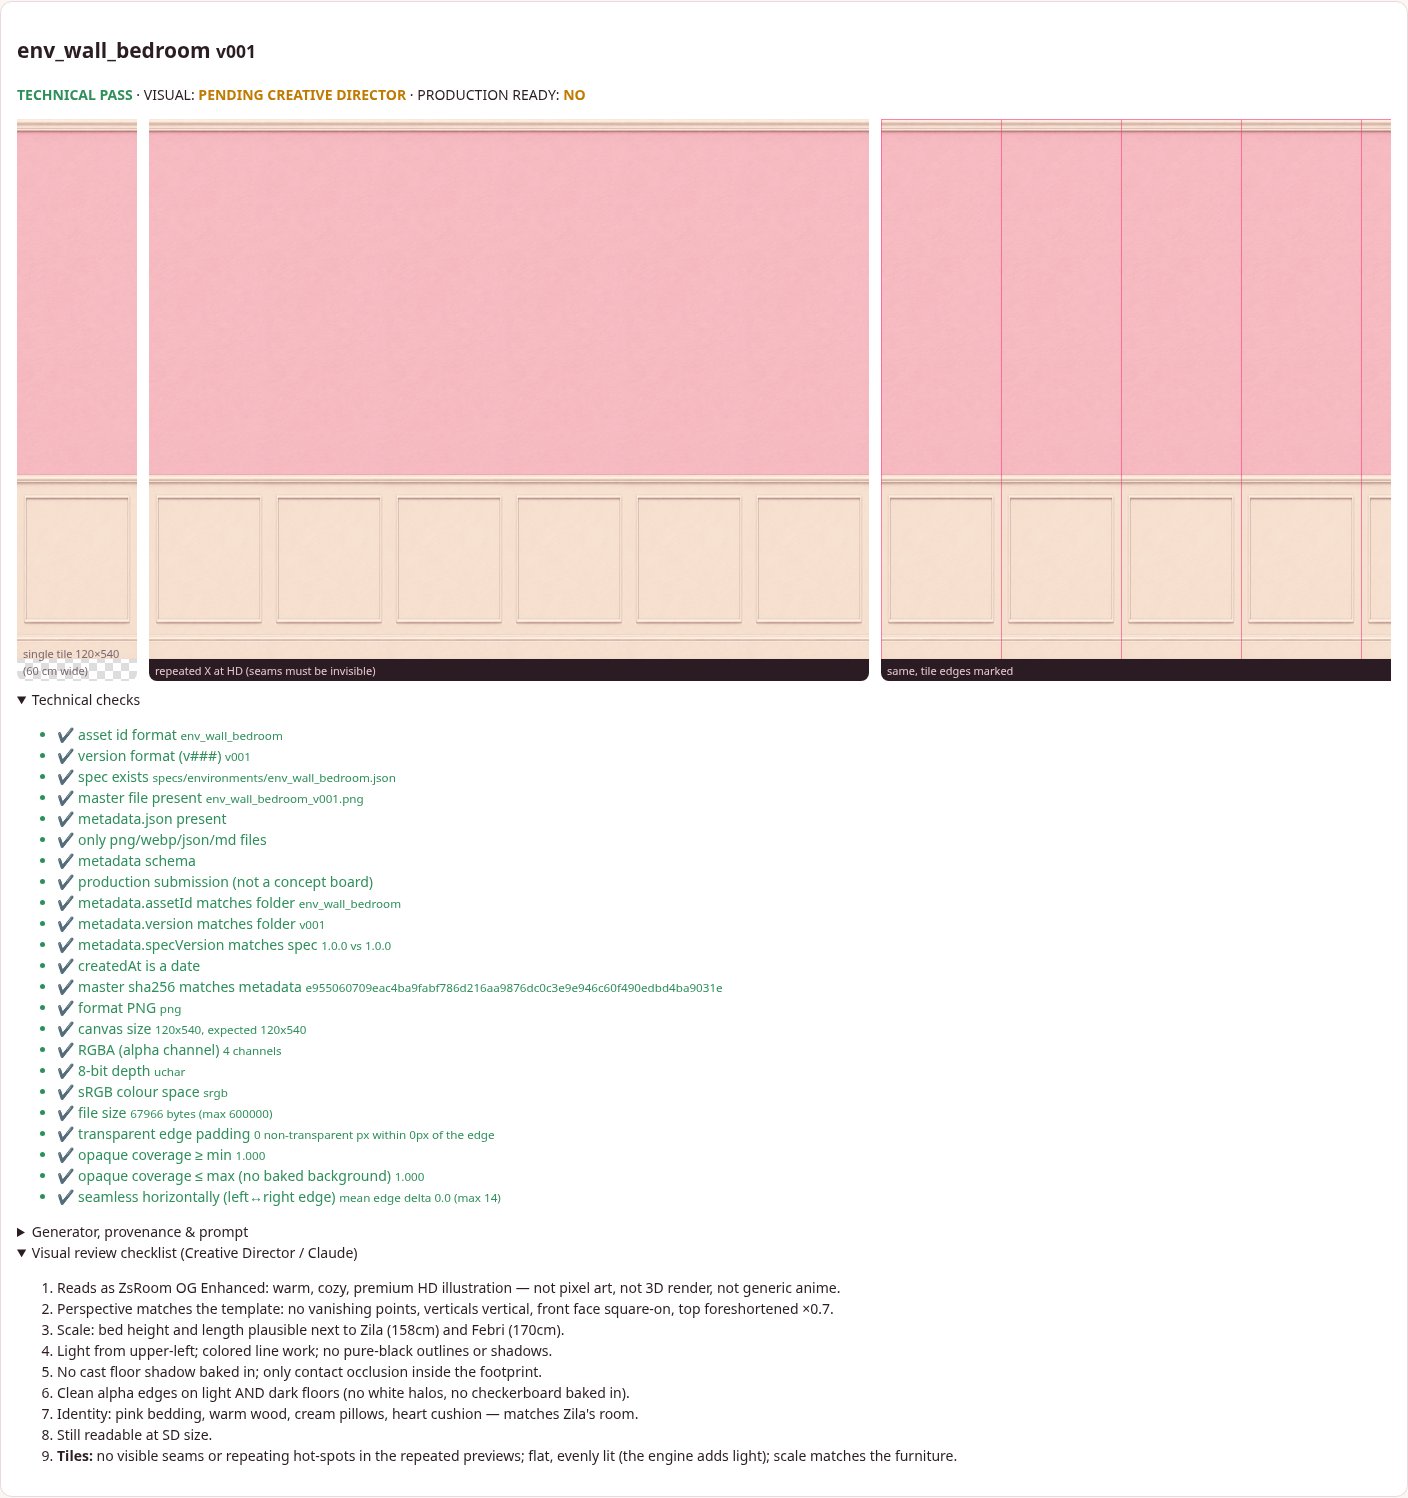 env_wall_bedroom v001
TECHNICAL PASS · VISUAL: PENDING CREATIVE DIRECTOR · PRODUCTION READY: NO
single tile 120×540
(60 cm wide)
repeated X at HD (seams must be invisible)
same, tile edges marked
▼ Technical checks
• ✔ asset id format env_wall_bedroom
• ✔ version format (v###) v001
• ✔ spec exists specs/environments/env_wall_bedroom.json
• ✔ master file present env_wall_bedroom_v001.png
• ✔ metadata.json present
• ✔ only png/webp/json/md files
• ✔ metadata schema
• ✔ production submission (not a concept board)
• ✔ metadata.assetId matches folder env_wall_bedroom
• ✔ metadata.version matches folder v001
• ✔ metadata.specVersion matches spec 1.0.0 vs 1.0.0
• ✔ createdAt is a date
• ✔ master sha256 matches metadata e955060709eac4ba9fabf786d216aa9876dc0c3e9e946c60f490edbd4ba9031e
• ✔ format PNG png
• ✔ canvas size 120x540, expected 120x540
• ✔ RGBA (alpha channel) 4 channels
• ✔ 8-bit depth uchar
• ✔ sRGB colour space srgb
• ✔ file size 67966 bytes (max 600000)
• ✔ transparent edge padding 0 non-transparent px within 0px of the edge
• ✔ opaque coverage ≥ min 1.000
• ✔ opaque coverage ≤ max (no baked background) 1.000
• ✔ seamless horizontally (left↔right edge) mean edge delta 0.0 (max 14)
▶ Generator, provenance & prompt
▼ Visual review checklist (Creative Director / Claude)
1. Reads as ZsRoom OG Enhanced: warm, cozy, premium HD illustration — not pixel art, not 3D render, not generic anime.
2. Perspective matches the template: no vanishing points, verticals vertical, front face square-on, top foreshortened ×0.7.
3. Scale: bed height and length plausible next to Zila (158cm) and Febri (170cm).
4. Light from upper-left; colored line work; no pure-black outlines or shadows.
5. No cast floor shadow baked in; only contact occlusion inside the footprint.
6. Clean alpha edges on light AND dark floors (no white halos, no checkerboard baked in).
7. Identity: pink bedding, warm wood, cream pillows, heart cushion — matches Zila's room.
8. Still readable at SD size.
9. Tiles: no visible seams or repeating hot-spots in the repeated previews; flat, evenly lit (the engine adds light); scale matches the furniture.